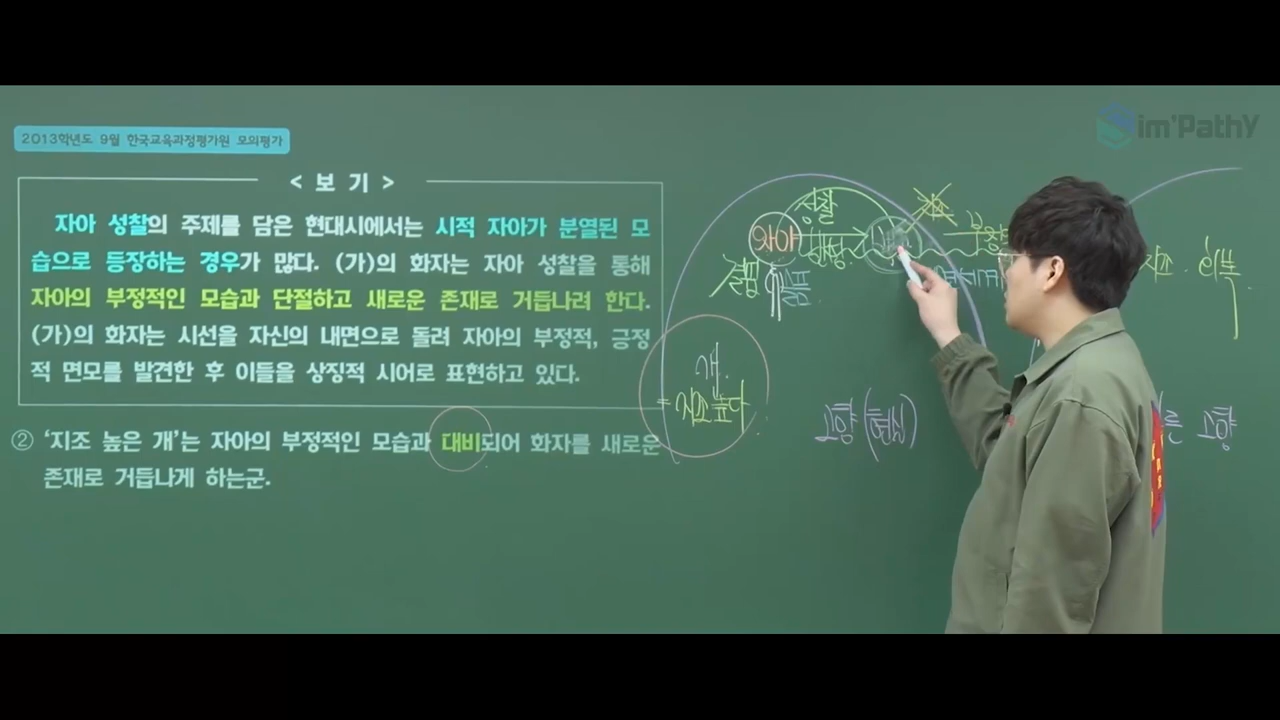 2013학년도 9월 한국교육과정평가원 모의평가
im'PathY
< 보 기 >
자아 성찰의 주제를 담은 현대시에서는 시적 자아가 분열된 모
습으로 등장하는 경우가 많다. (가)의 화자는 자아 성찰을 통해
자아의 부정적인 모습과 단절하고 새로운 존재로 거듭나려 한다.
(가)의 화자는 시선을 자신의 내면으로 돌려 자아의 부정적, 긍정
적 면모를 발견한 후 이들을 상징적 시어로 표현하고 있다.
② ‘지조 높은 개’는 자아의 부정적인 모습과 대비되어 화자를 새로운
존재로 거듭나게 하는군.
성찰
자아
슬픔
개
= 지조 높다
고향 (현실)
고향